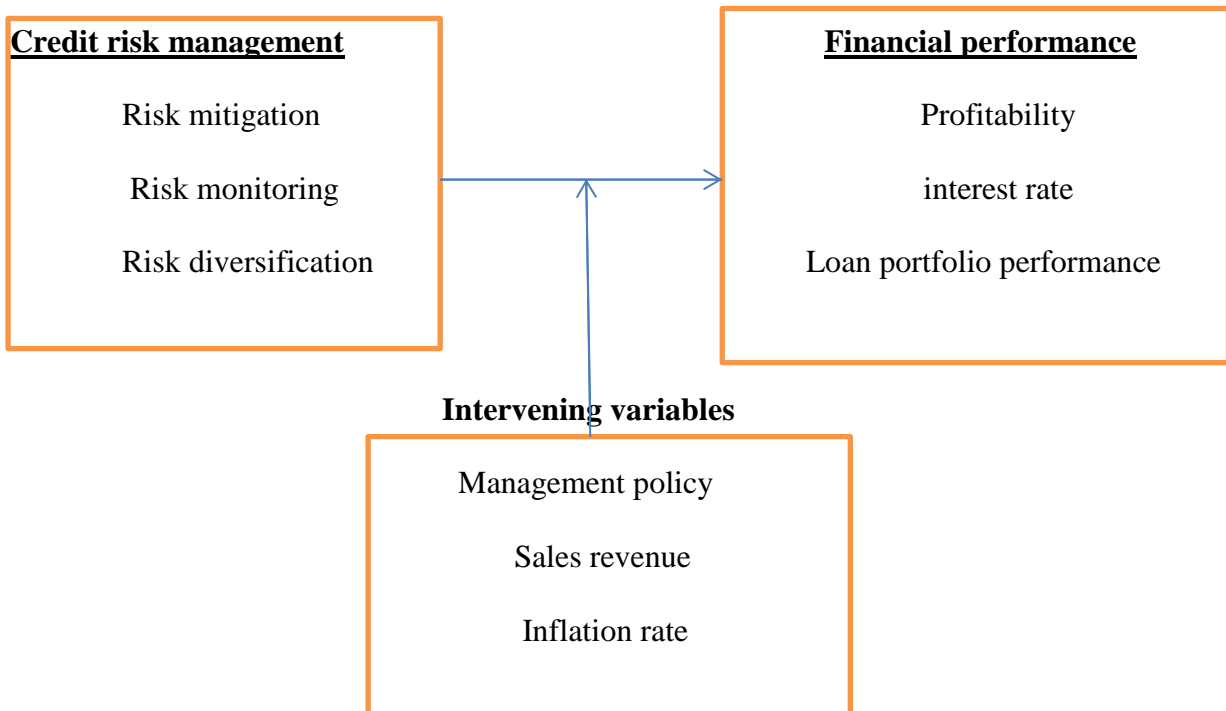 Credit risk management
Risk mitigation
Risk monitoring
Risk diversification
Financial performance
Profitability
interest rate
Loan portfolio performance
Intervening variables
Management policy
Sales revenue
Inflation rate